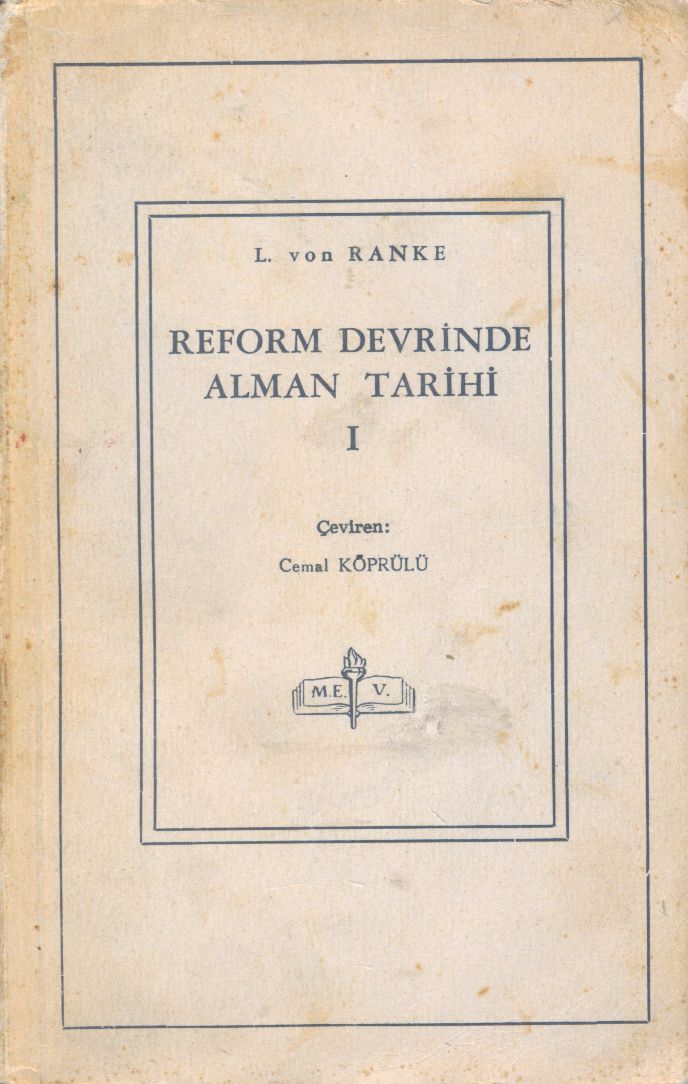 L. von RANKE
REFORM DEVRİNDE
ALMAN TARİHİ
I
Çeviren:
Cemal KÖPRÜLÜ
M.E. V.